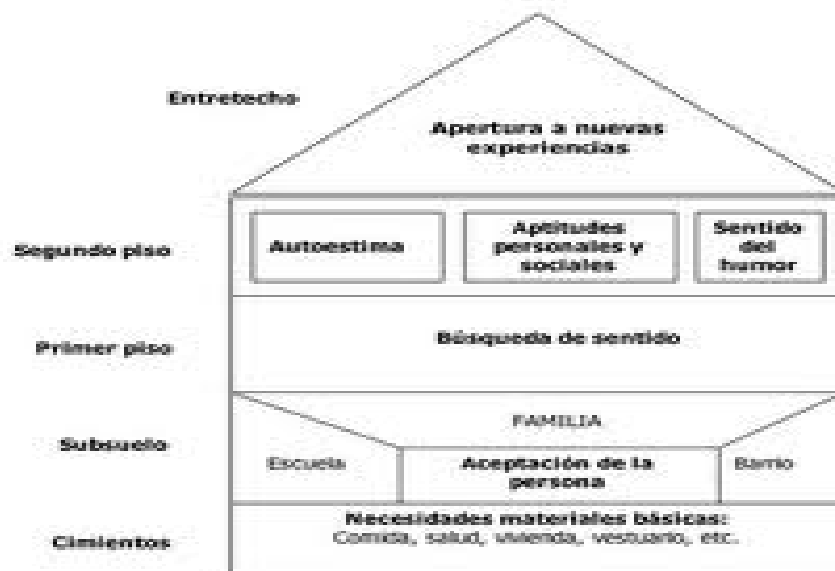 Entretecho
Apertura a nuevas
experiencias
Segundo piso
Autoestima
Aptitudes
personales y
sociales
Sentido
del
humor
Primer piso
Búsqueda de sentido
Subsuelo
FAMILIA
Escuela
Aceptación de la
persona
Barrio
Cimientos
Necesidades materiales básicas:
Comida, salud, vivienda, vestuario, etc.